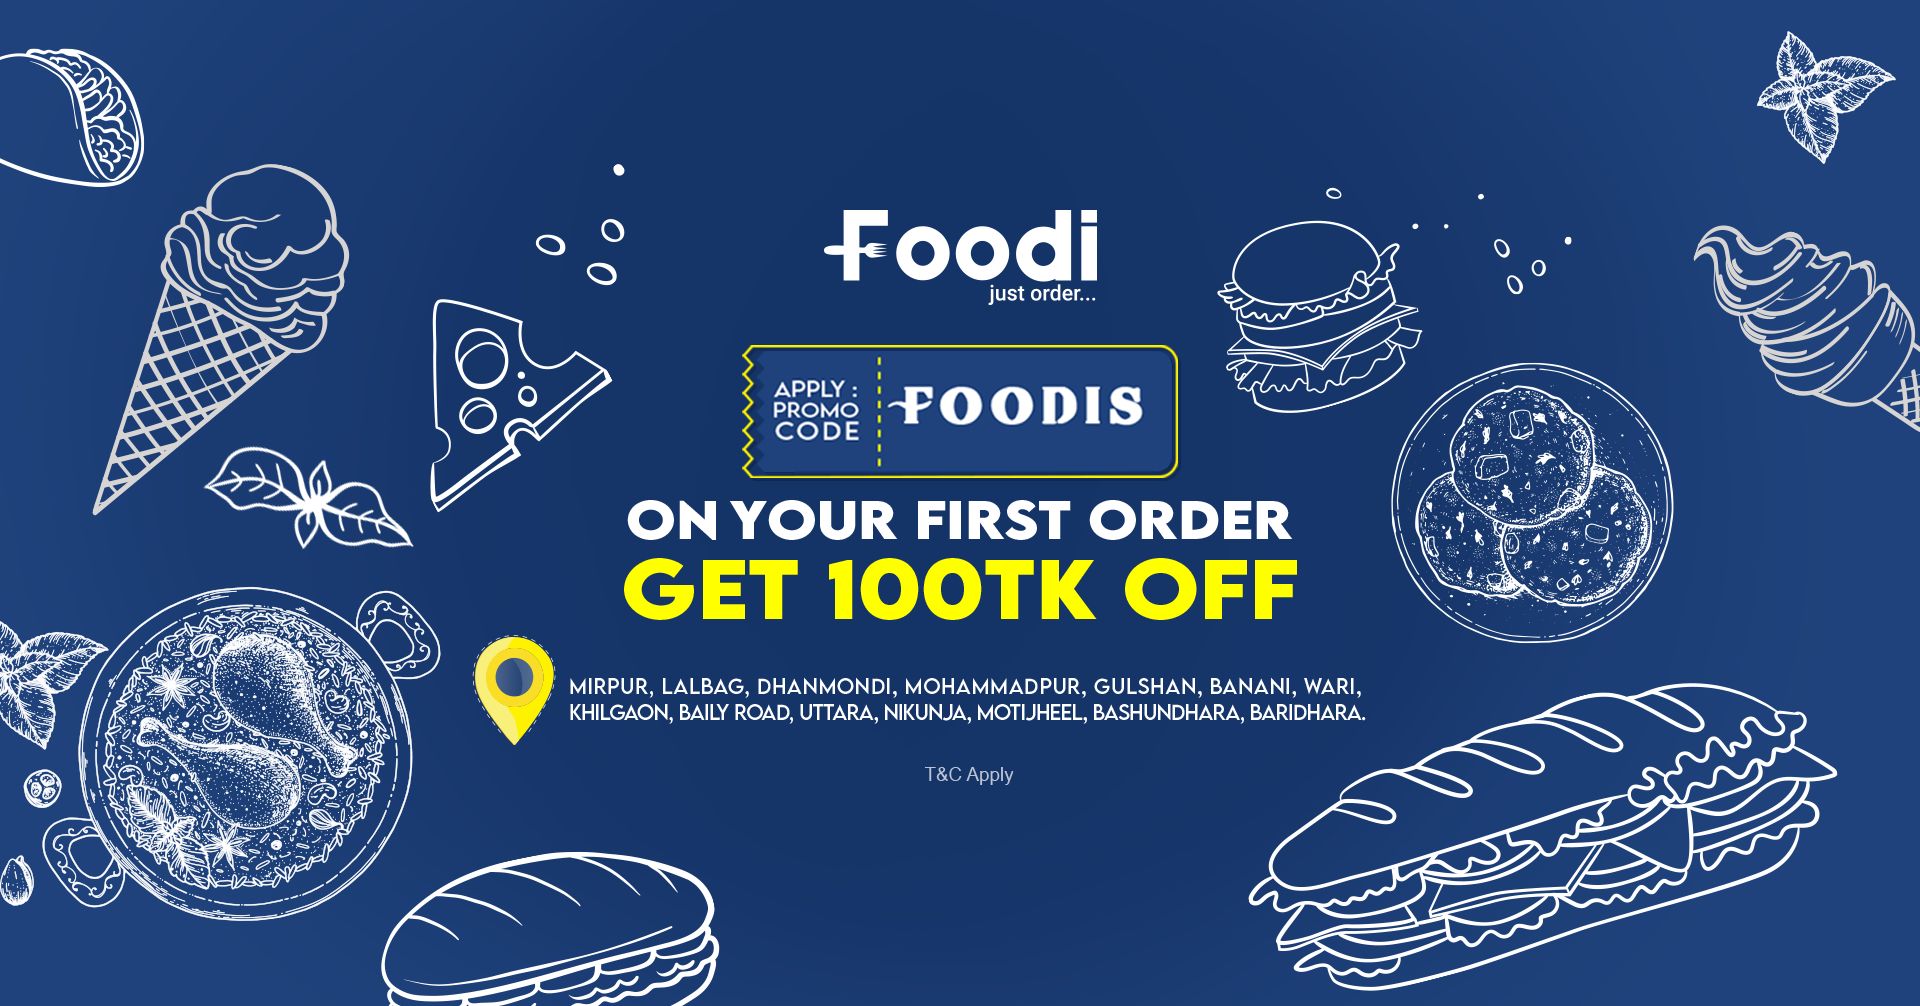 Foodi
just order...
APPLY :
PROMO
CODE
FOODIS
ON YOUR FIRST ORDER
GET 100TK OFF
MIRPUR, LALBAG, DHANMONDI, MOHAMMADPUR, GULSHAN, BANANI, WARI,
KHILGAON, BAILY ROAD, UTTARA, NIKUNJA, MOTIJHEEL, BASHUNDHARA, BARIDHARA.
T&C Apply